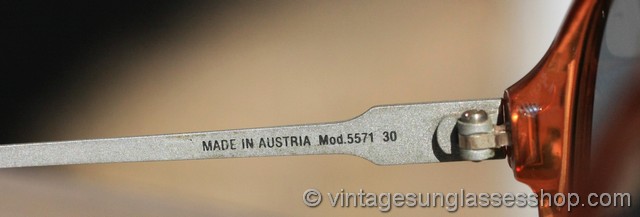 MADE IN AUSTRIA Mod.5571 30
© vintagesunglassesshop.com